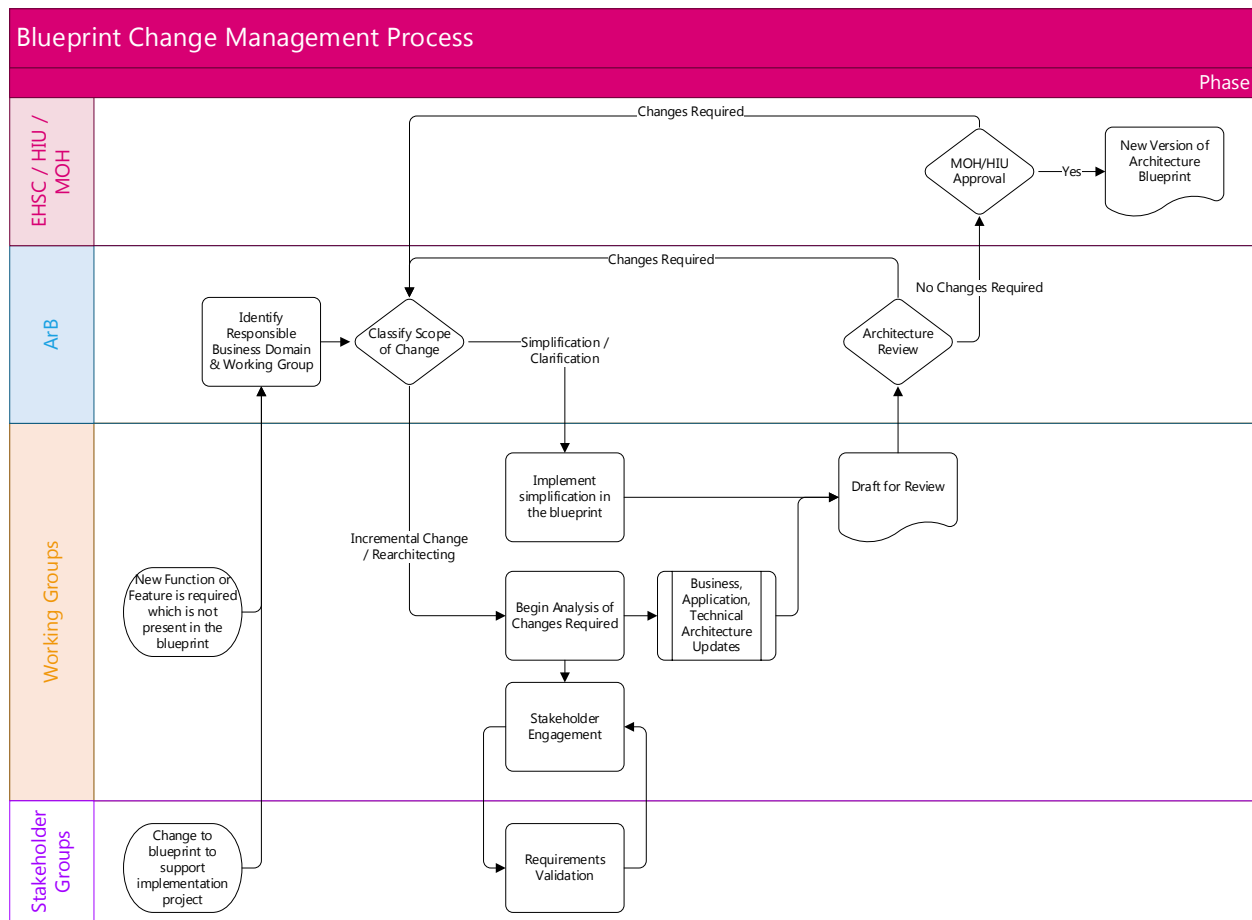 Blueprint Change Management Process
Phase
EHSC / HIU /
MOH
Changes Required
MOH/HIU
Approval
Yes
New Version of
Architecture
Blueprint
ArB
Changes Required
No Changes Required
Identify
Responsible
Business Domain
& Working Group
Classify Scope
of Change
Simplification /
Clarification
Architecture
Review
Working Groups
Implement
simplification in
the blueprint
Draft for Review
Incremental Change
/ Rearchitecting
New Function or
Feature is required
which is not
present in the
blueprint
Begin Analysis of
Changes Required
Business,
Application,
Technical
Architecture
Updates
Stakeholder
Engagement
Stakeholder
Groups
Change to
blueprint to
support
implementation
project
Requirements
Validation